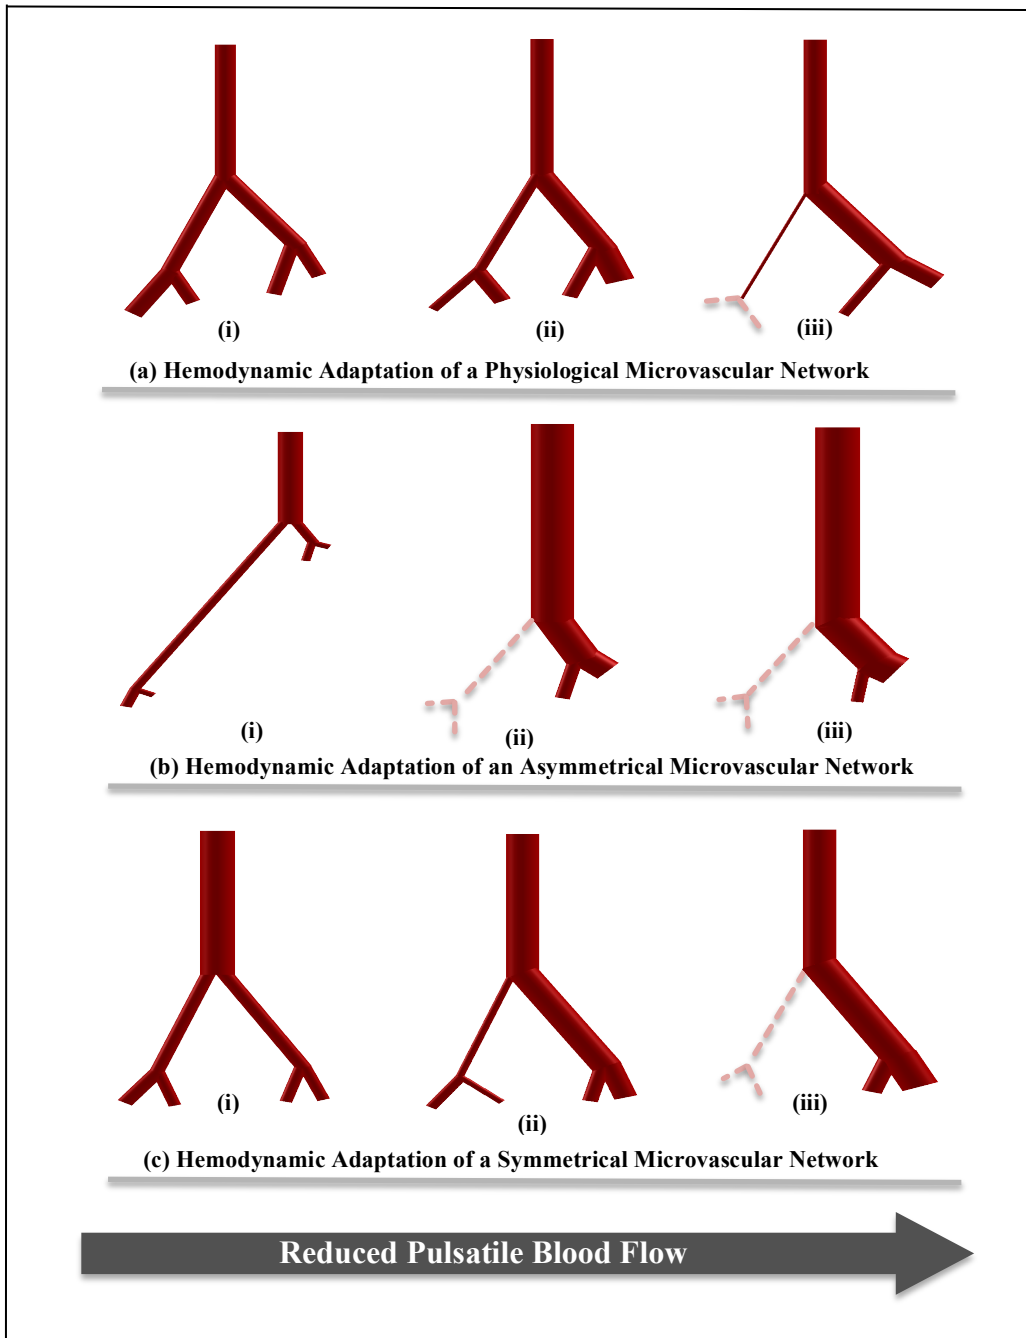 (i)
(ii)
(iii)
(a) Hemodynamic Adaptation of a Physiological Microvascular Network
(i)
(ii)
(iii)
(b) Hemodynamic Adaptation of an Asymmetrical Microvascular Network
(i)
(ii)
(iii)
(c) Hemodynamic Adaptation of a Symmetrical Microvascular Network
Reduced Pulsatile Blood Flow